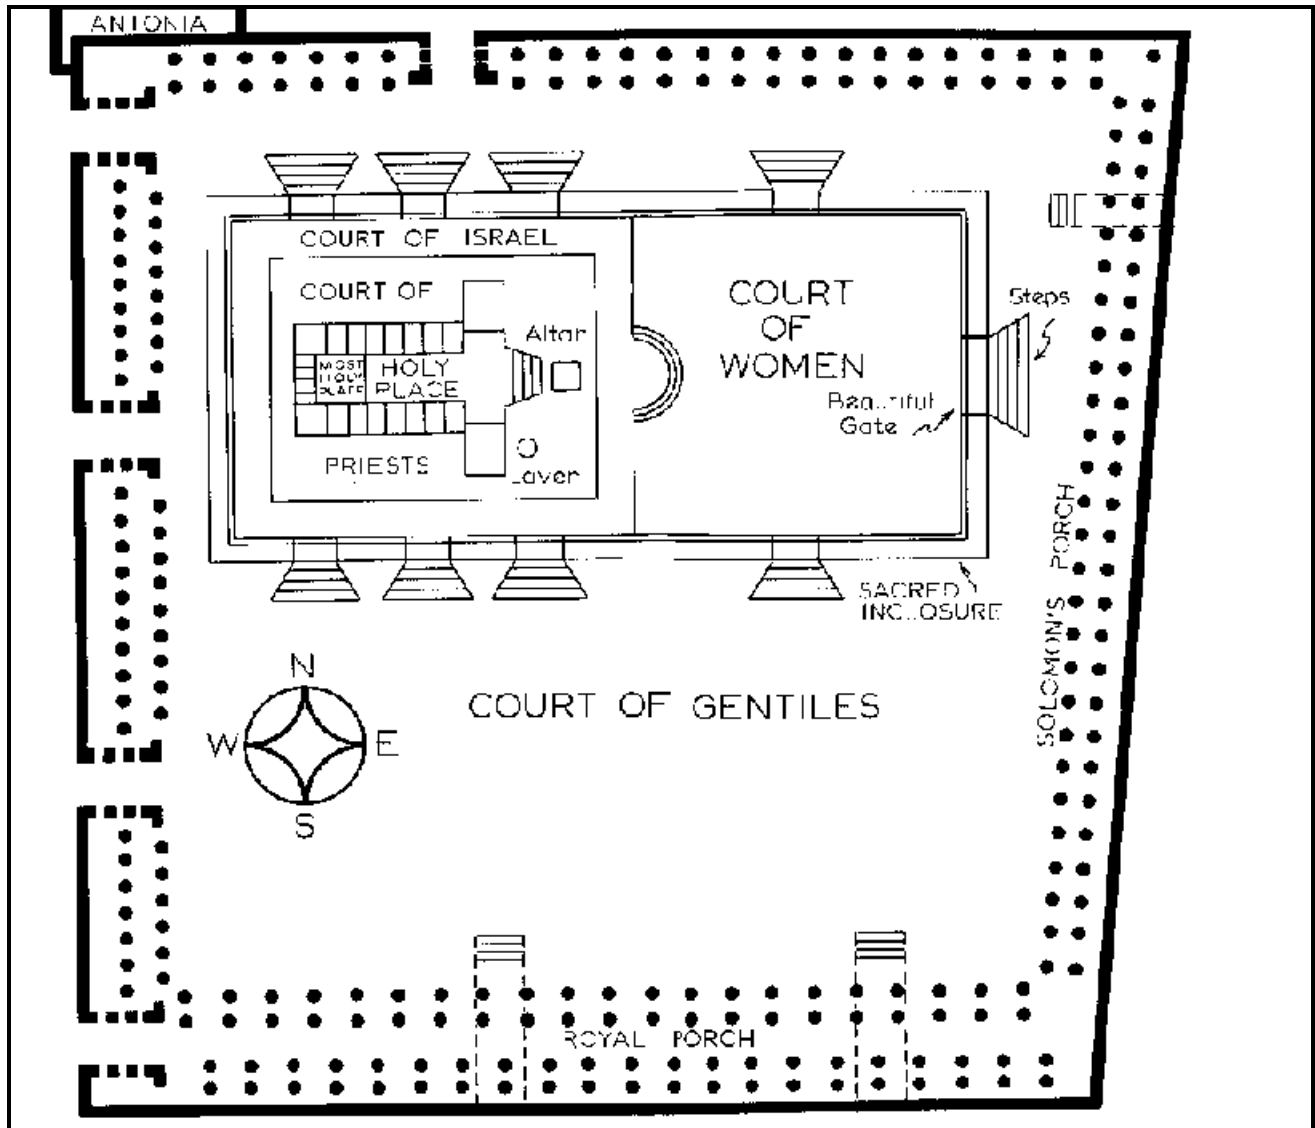 ANTONIA
COURT OF ISRAEL
COURT OF
Altar
MOST
HOLY
PLACE
HOLY
PLACE
PRIESTS
Laver
COURT
OF
WOMEN
Steps
Beautiful
Gate
SACRED
INCLOSURE
SOLOMON'S PORCH
N
W E
S
COURT OF GENTILES
ROYAL PORCH